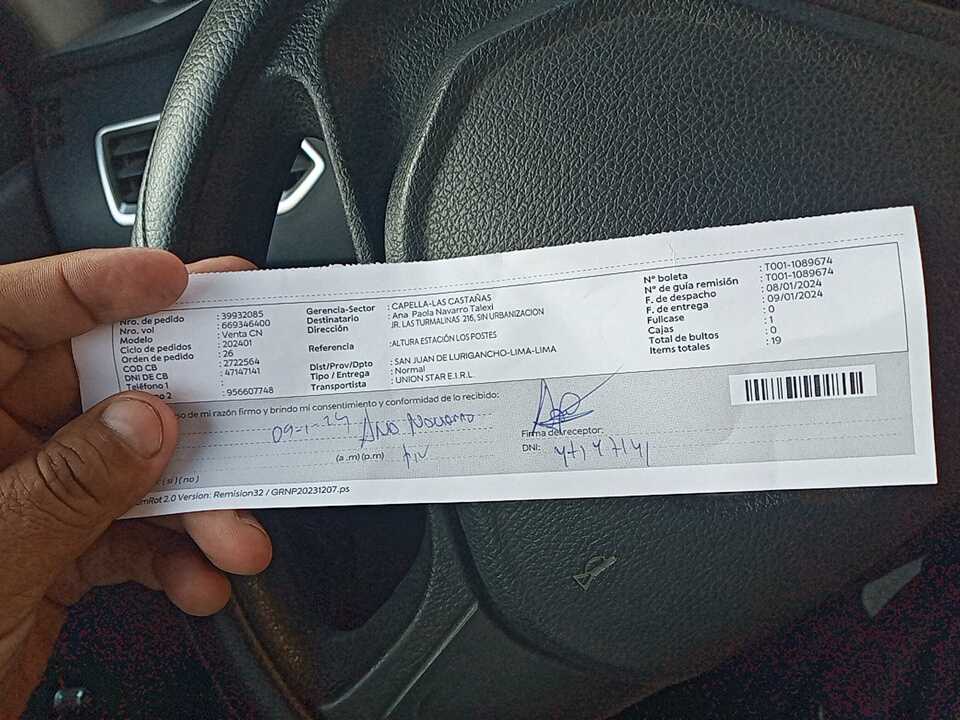 Nro. de pedido : 39932085
Nro. vol : 669346400
Modelo : Venta CN
Ciclo de pedidos : 202401
Orden de pedido : 26
COD CB : 2722564
DNI DE CB : 47147141
Teléfono 1 :
2 : 956607748
Gerencia-Sector : CAPELLA-LAS CASTAÑAS
Destinatario : Ana Paola Navarro Talexi
Dirección : JR. LAS TURMALINAS 216, SIN URBANIZACION
Referencia : ALTURA ESTACIÓN LOS POSTES
Dist/Prov/Dpto : SAN JUAN DE LURIGANCHO-LIMA-LIMA
Tipo / Entrega : Normal
Transportista : UNION STAR E.I.R.L.
N° boleta : T001-1089674
N° de guía remisión : T001-1089674
F. de despacho : 08/01/2024
F. de entrega : 09/01/2024
Fullcase : 0
Cajas : 1
Total de bultos : 0
Items totales : 19
so de mi razón firmo y brindo mi consentimiento y conformidad de lo recibido:
09-1-24 Ana Navarro
(a .m) (p.m) p.v
Firma del receptor:
DNI: 47147141
( si ) ( no )
mRot 2.0 Version: Remision32 / GRNP20231207.ps